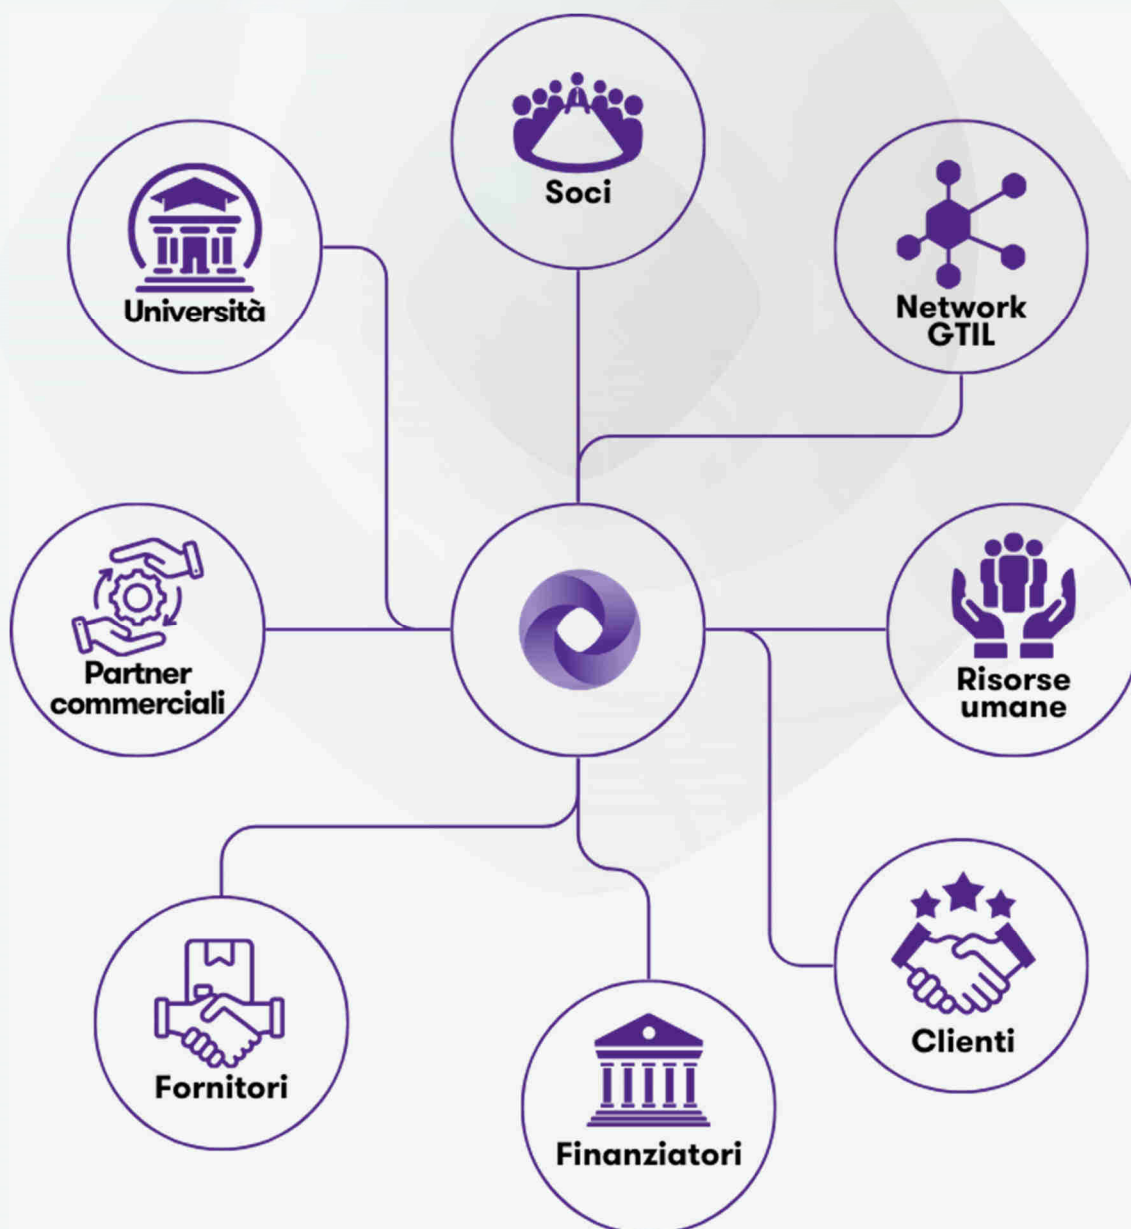 Soci
Università
Network
GTIL
Partner
commerciali
Risorse
umane
Clienti
Fornitori
Finanziatori